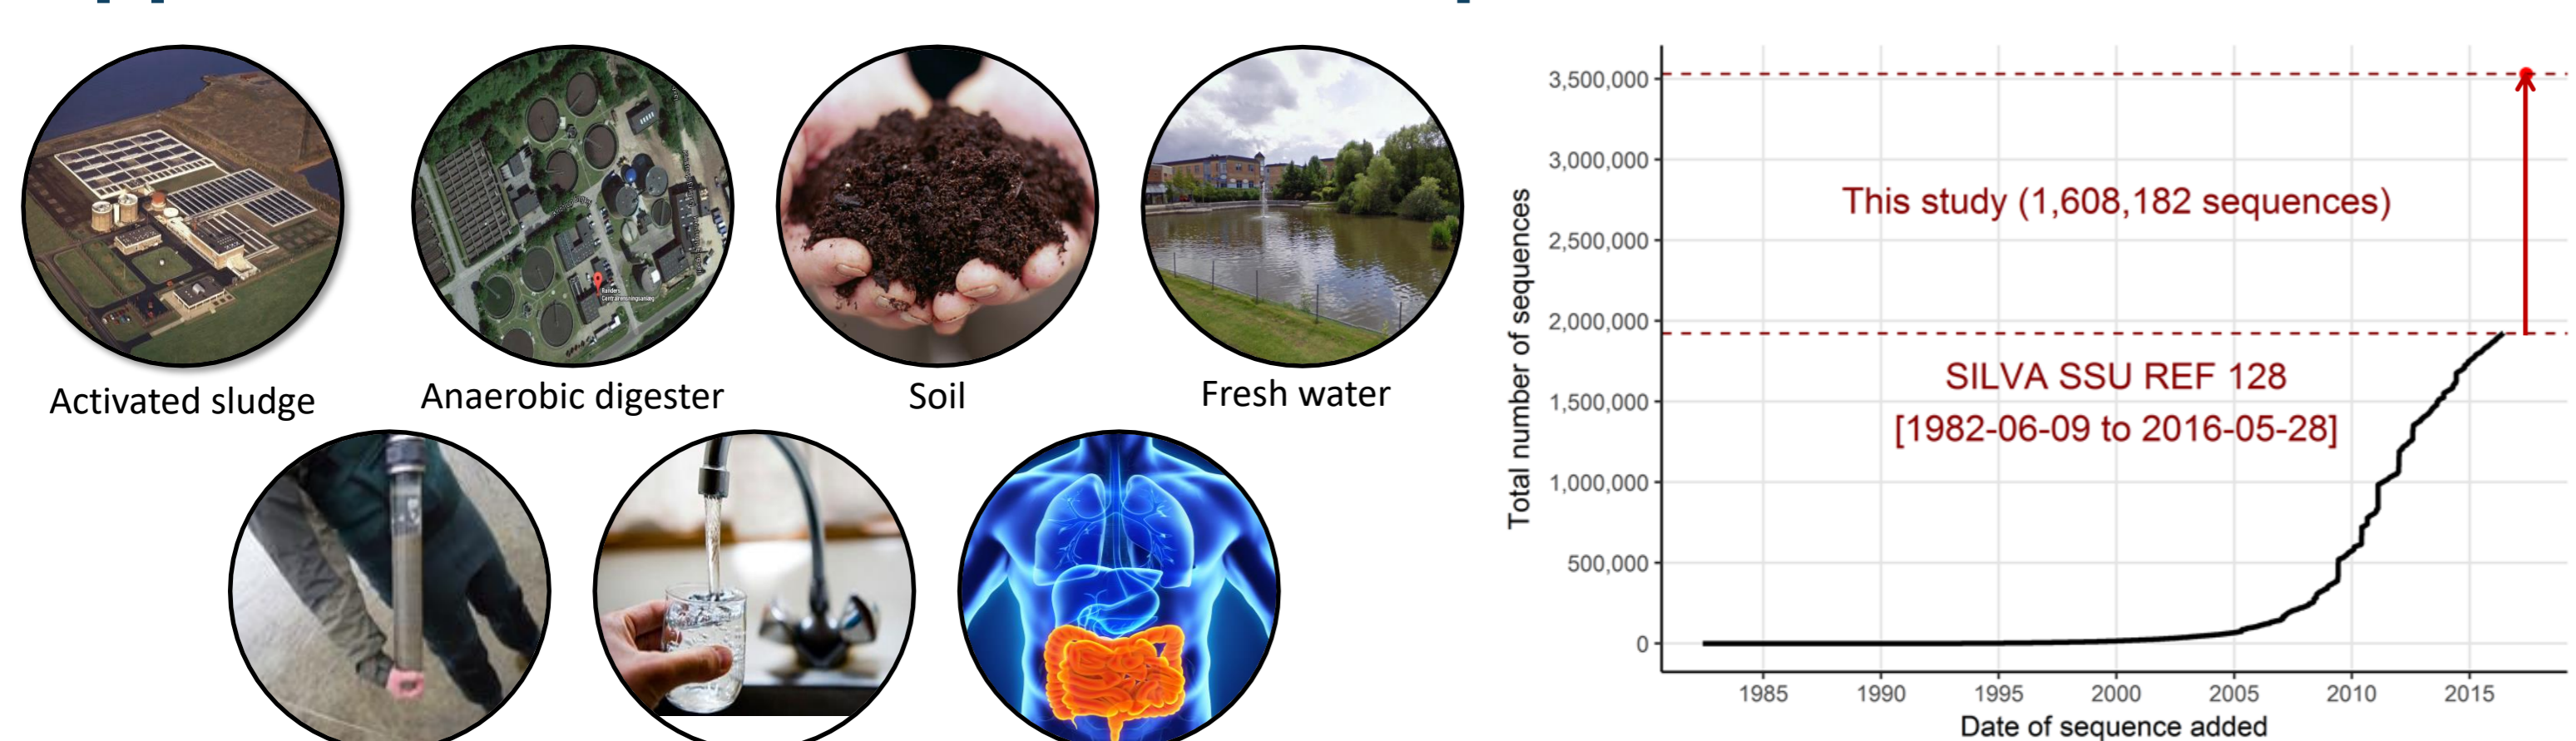 Activated sludge
Anaerobic digester
Soil
Fresh water
Total number of sequences
3,500,000
3,000,000
2,500,000
2,000,000
1,500,000
1,000,000
500,000
0
This study (1,608,182 sequences)
SILVA SSU REF 128
[1982-06-09 to 2016-05-28]
1985 1990 1995 2000 2005 2010 2015
Date of sequence added